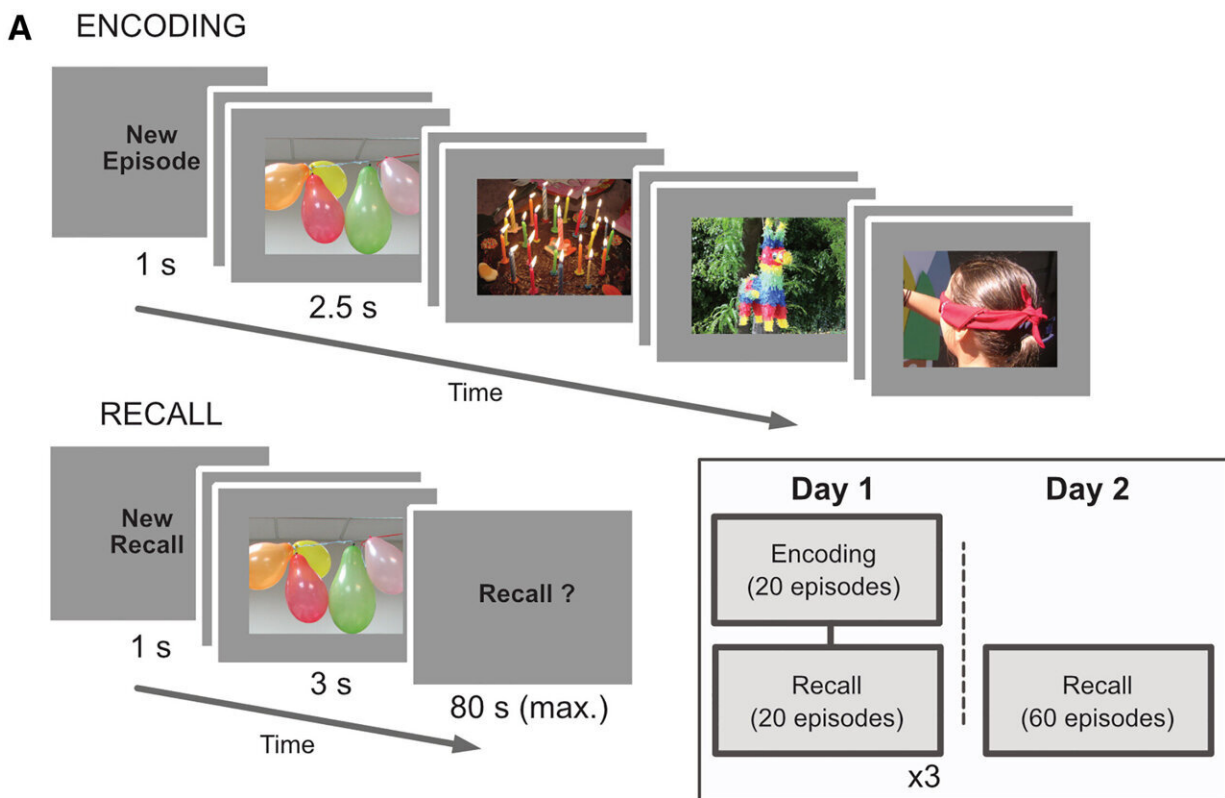 A ENCODING
New
Episode
1 s
2.5 s
Time
RECALL
New
Recall
1 s
3 s
Recall ?
80 s (max.)
Time
Day 1
Day 2
Encoding
(20 episodes)
Recall
(20 episodes)
x3
Recall
(60 episodes)